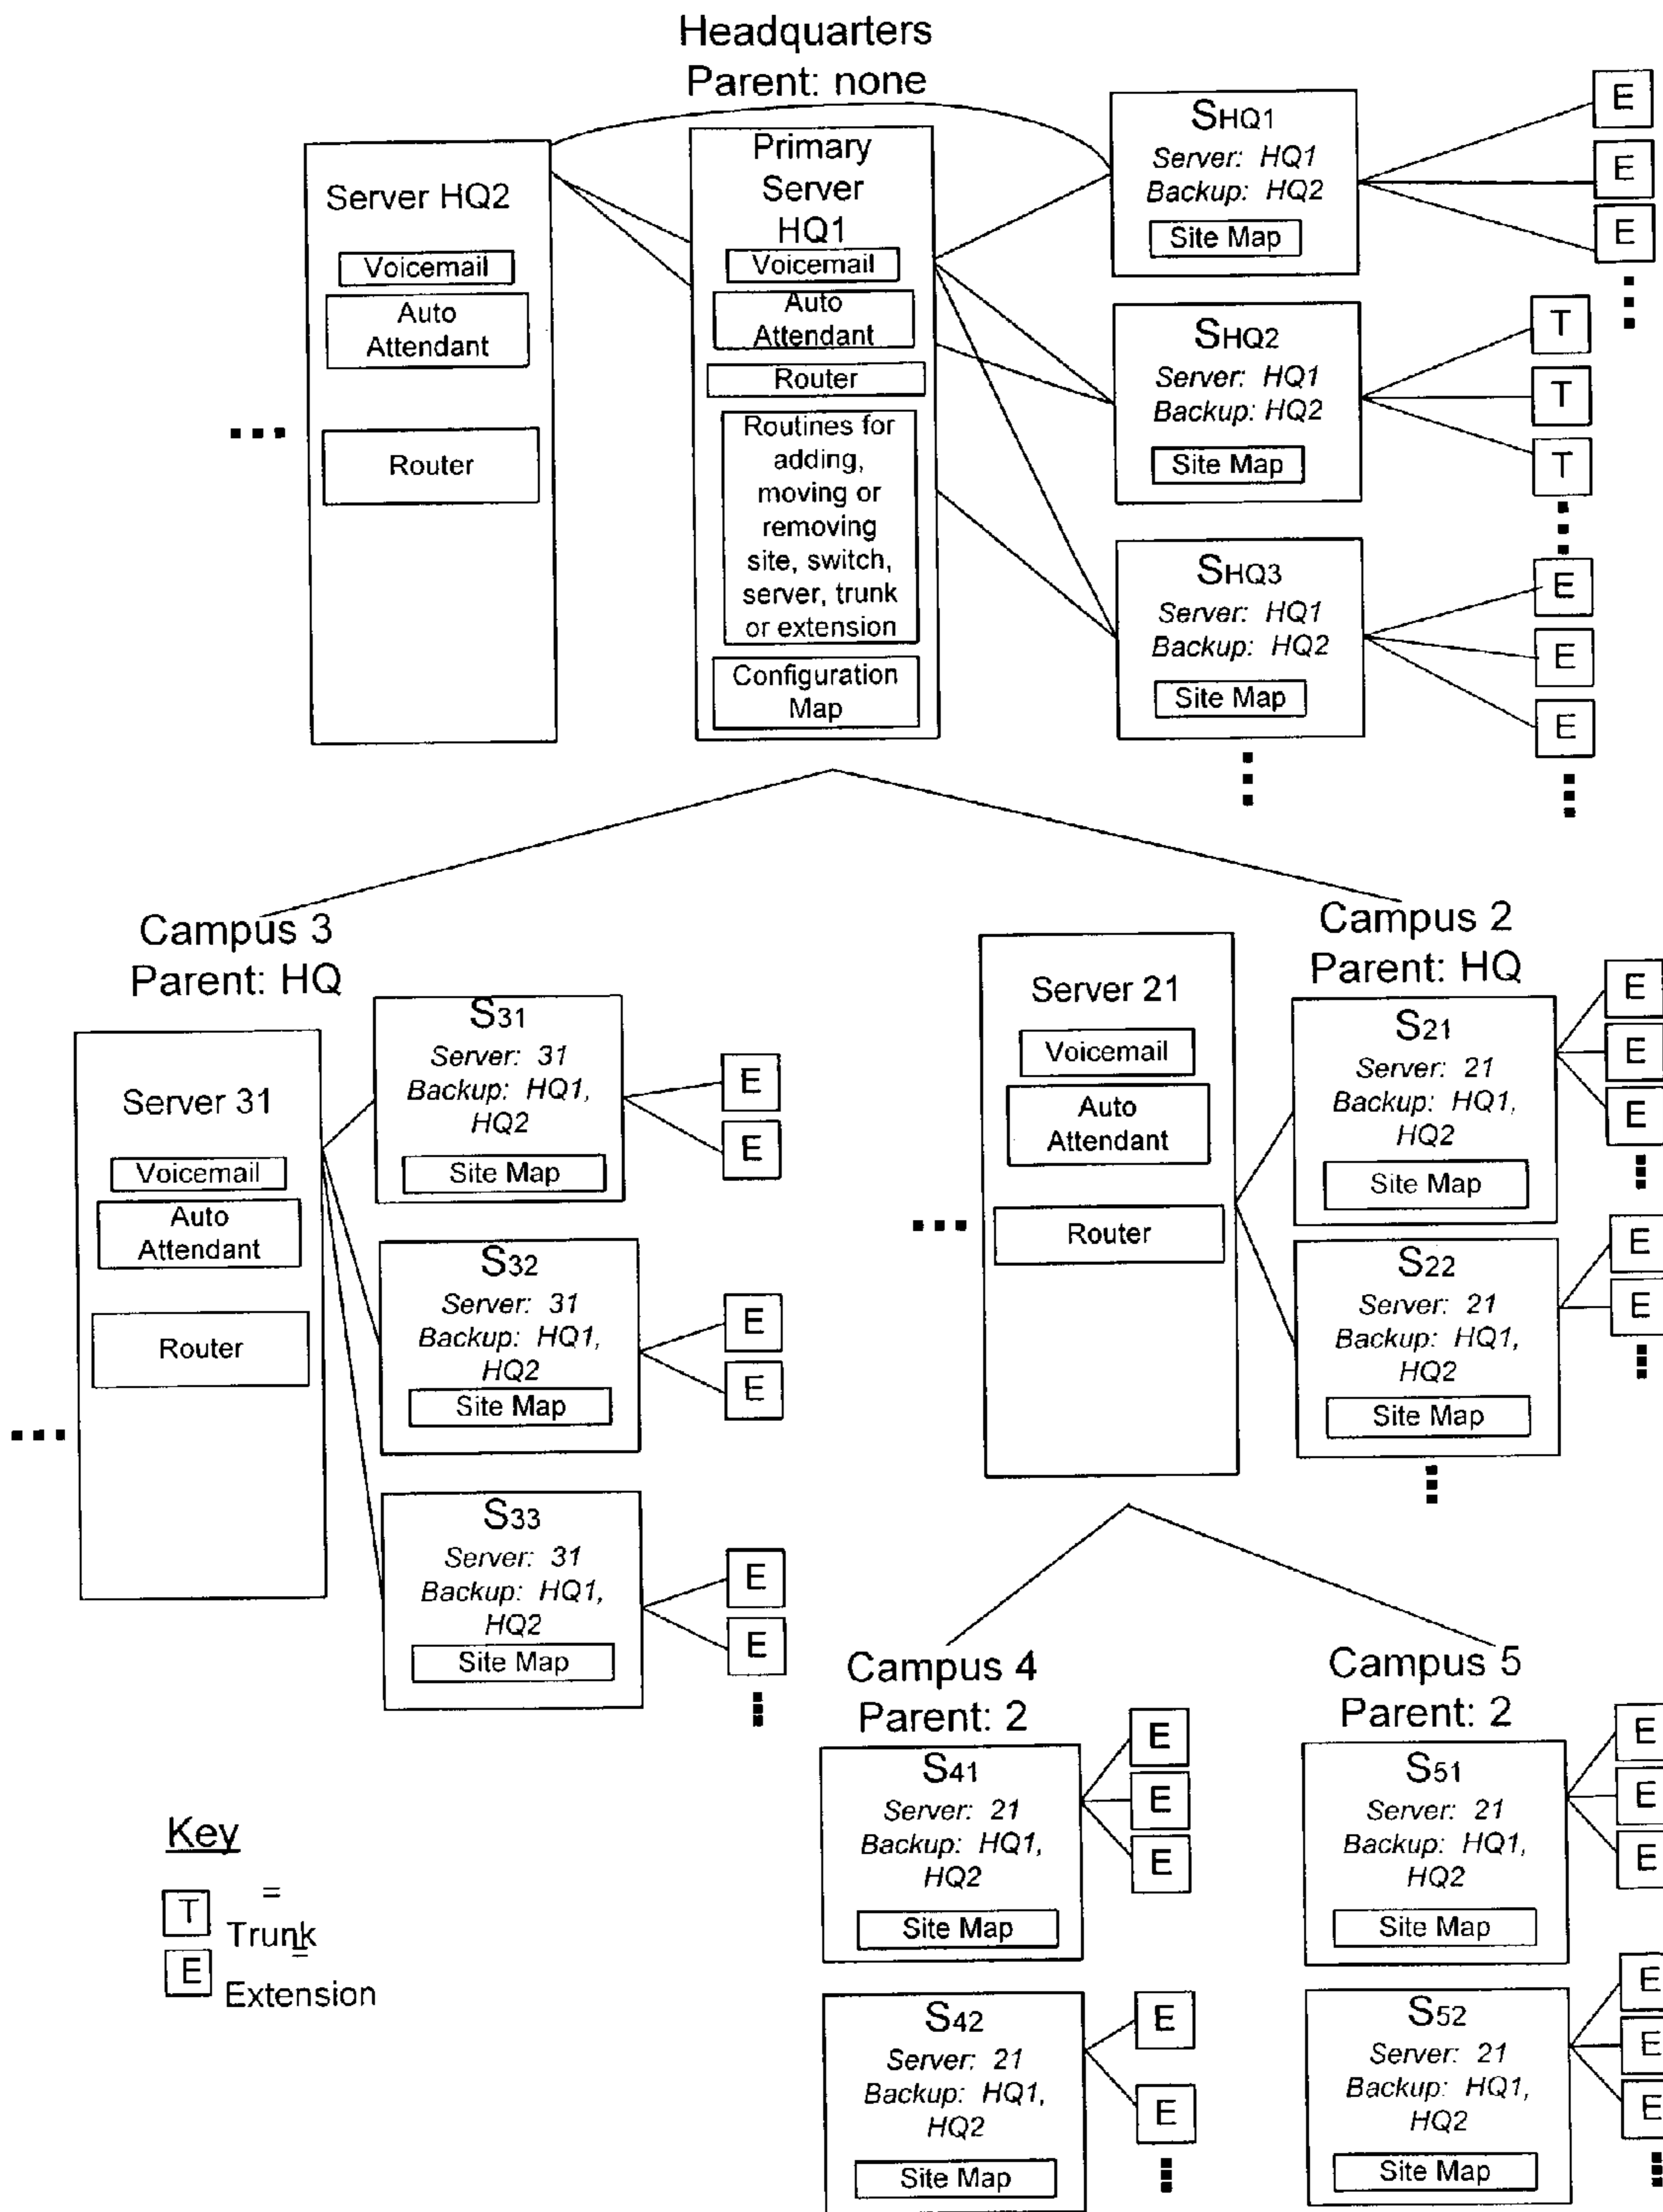 Headquarters
Parent: none
Server HQ2
Voicemail
Auto
Attendant
Router
Primary
Server
HQ1
Voicemail
Auto
Attendant
Router
Routines for
adding,
moving or
removing
site, switch,
server, trunk
or extension
Configuration
Map
SHQ1
Server: HQ1
Backup: HQ2
Site Map
E
E
E
SHQ2
Server: HQ1
Backup: HQ2
Site Map
T
T
T
SHQ3
Server: HQ1
Backup: HQ2
Site Map
E
E
E
Campus 3
Parent: HQ
Server 31
Voicemail
Auto
Attendant
Router
S31
Server: 31
Backup: HQ1,
HQ2
Site Map
E
E
S32
Server: 31
Backup: HQ1,
HQ2
Site Map
E
E
S33
Server: 31
Backup: HQ1,
HQ2
Site Map
E
E
Campus 2
Parent: HQ
Server 21
Voicemail
Auto
Attendant
Router
S21
Server: 21
Backup: HQ1,
HQ2
Site Map
E
E
E
S22
Server: 21
Backup: HQ1,
HQ2
Site Map
E
E
Campus 4
Parent: 2
S41
Server: 21
Backup: HQ1,
HQ2
Site Map
E
E
E
S42
Server: 21
Backup: HQ1,
HQ2
Site Map
E
E
Campus 5
Parent: 2
S51
Server: 21
Backup: HQ1,
HQ2
Site Map
E
E
E
S52
Server: 21
Backup: HQ1,
HQ2
Site Map
E
E
E
Key
T =
Trunk
E =
Extension